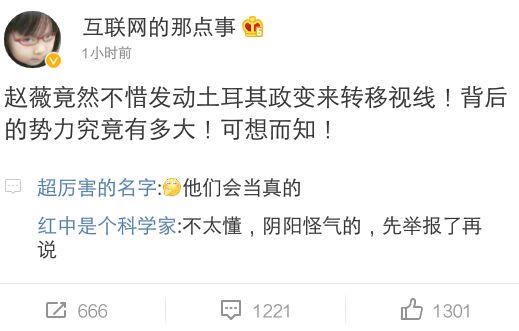 互联网的那点事
1小时前
赵薇竟然不惜发动土耳其政变来转移视线！背后
的势力究竟有多大！可想而知！
超厉害的名字:他们会当真的
红中是个科学家:不太懂，阴阳怪气的，先举报了再
说
666 1221 1301